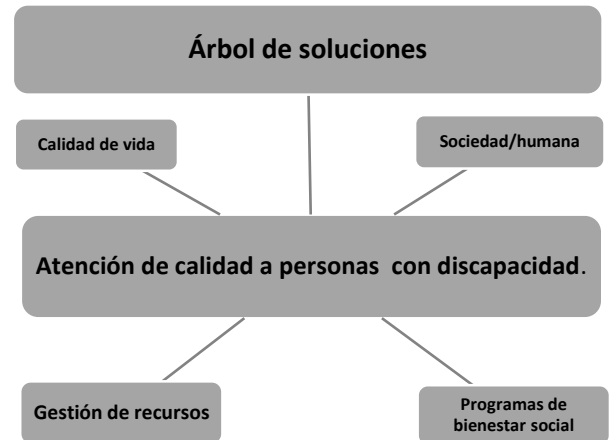 Árbol de soluciones
Calidad de vida
Sociedad/humana
Atención de calidad a personas con discapacidad.
Gestión de recursos
Programas de
bienestar social